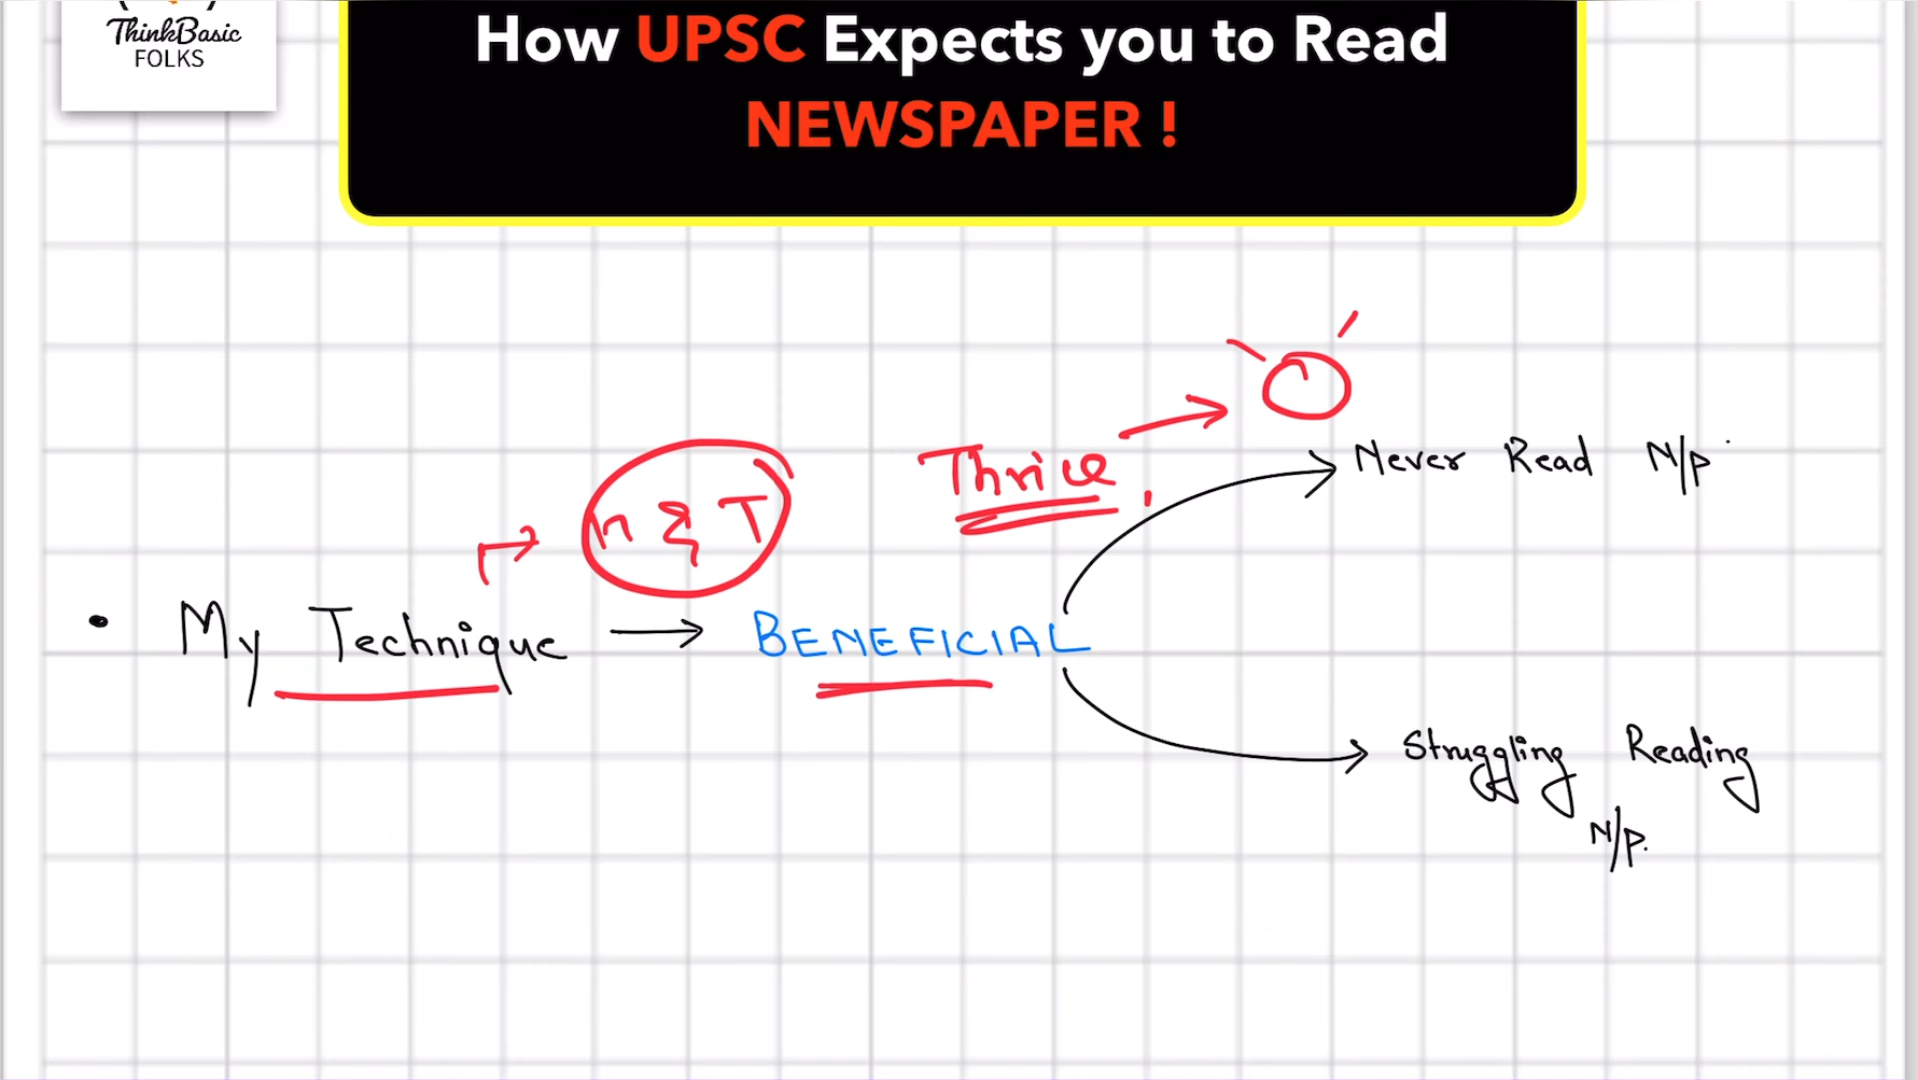 ThinkBasic
FOLKS
How UPSC Expects you to Read
NEWSPAPER !
Thrice
Never Read N/P
& T
• My Technique → BENEFICIAL
Struggling Reading
N/P.